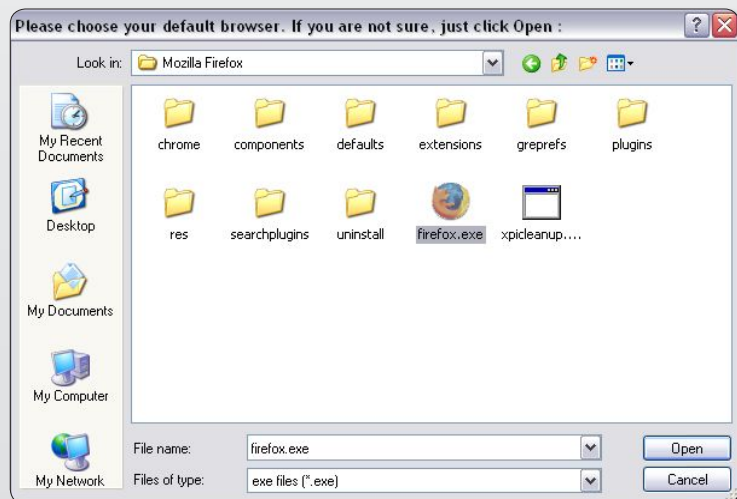 Please choose your default browser. If you are not sure, just click Open :
Look in:
Mozilla Firefox
My Recent
Documents
Desktop
My Documents
My Computer
My Network
chrome
components
defaults
extensions
greprefs
plugins
res
searchplugins
uninstall
firefox.exe
xpicleanup....
File name:
firefox.exe
Open
Files of type:
exe files (*.exe)
Cancel